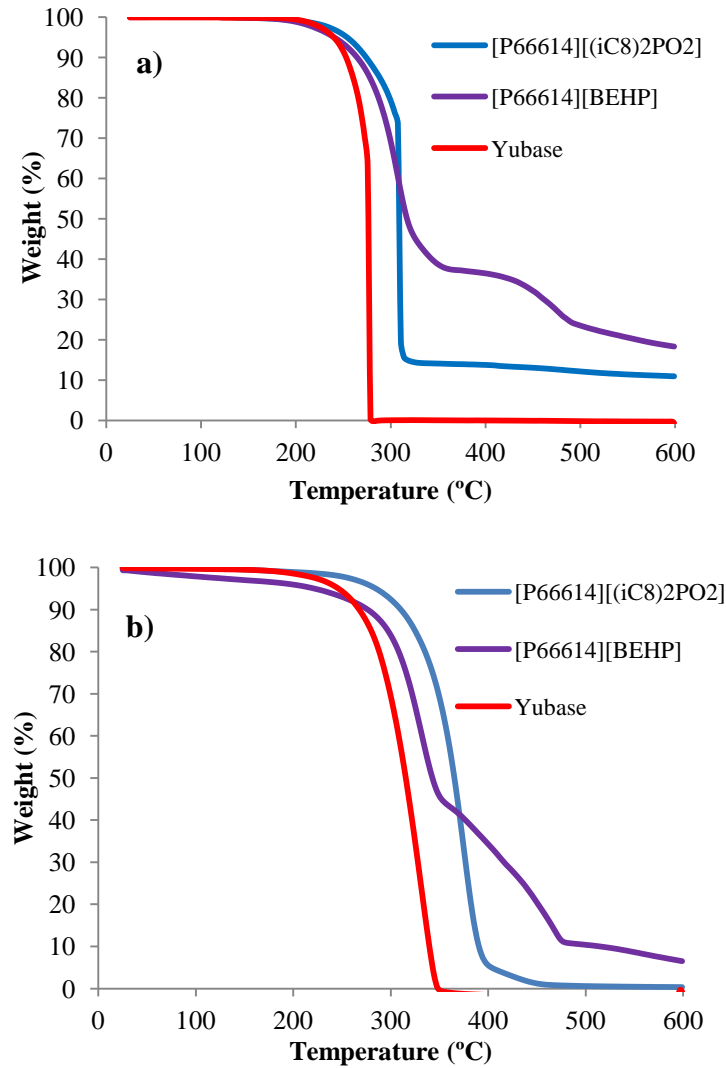 a)
[P66614][(iC8)2PO2]
[P66614][BEHP]
Yubase
Weight (%)
100
90
80
70
60
50
40
30
20
10
0
0 100 200 300 400 500 600
Temperature (ºC)
b)
[P66614][(iC8)2PO2]
[P66614][BEHP]
Yubase
Weight (%)
100
90
80
70
60
50
40
30
20
10
0
0 100 200 300 400 500 600
Temperature (ºC)